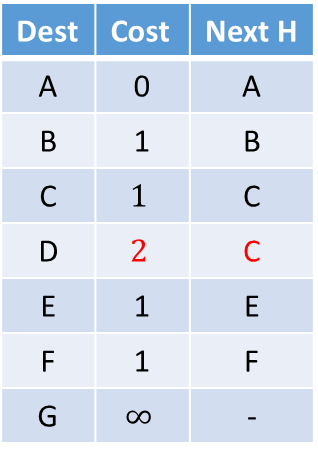 Dest Cost Next H
A 0 A
B 1 B
C 1 C
D 2 C
E 1 E
F 1 F
G ∞ -